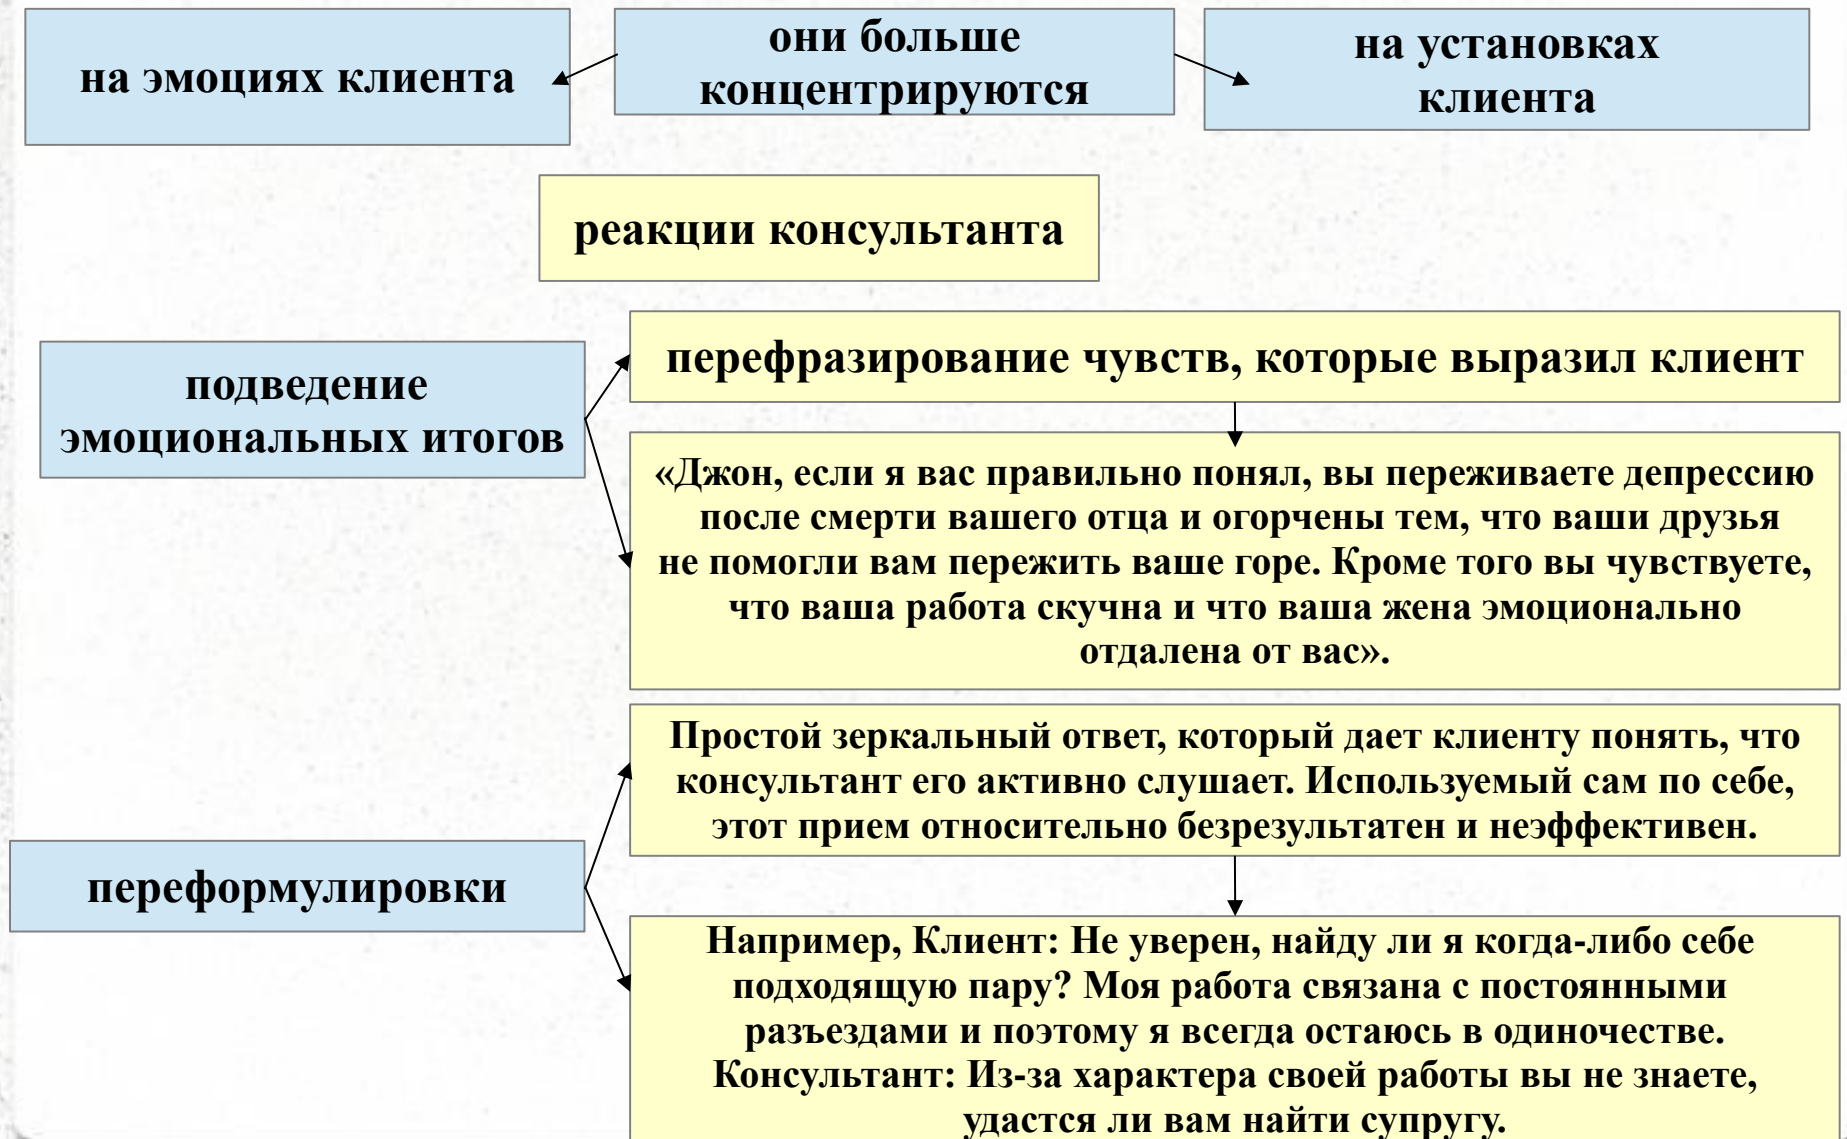 на эмоциях клиента
они больше
концентрируются
на установках
клиента
реакции консультанта
подведение
эмоциональных итогов
перефразирование чувств, которые выразил клиент
«Джон, если я вас правильно понял, вы переживаете депрессию
после смерти вашего отца и огорчены тем, что ваши друзья
не помогли вам пережить ваше горе. Кроме того вы чувствуете,
что ваша работа скучна и что ваша жена эмоционально
отдалена от вас».
переформулировки
Простой зеркальный ответ, который дает клиенту понять, что
консультант его активно слушает. Используемый сам по себе,
этот прием относительно безрезультатен и неэффективен.
Например, Клиент: Не уверен, найду ли я когда-либо себе
подходящую пару? Моя работа связана с постоянными
разъездами и поэтому я всегда остаюсь в одиночестве.
Консультант: Из-за характера своей работы вы не знаете,
удастся ли вам найти супругу.